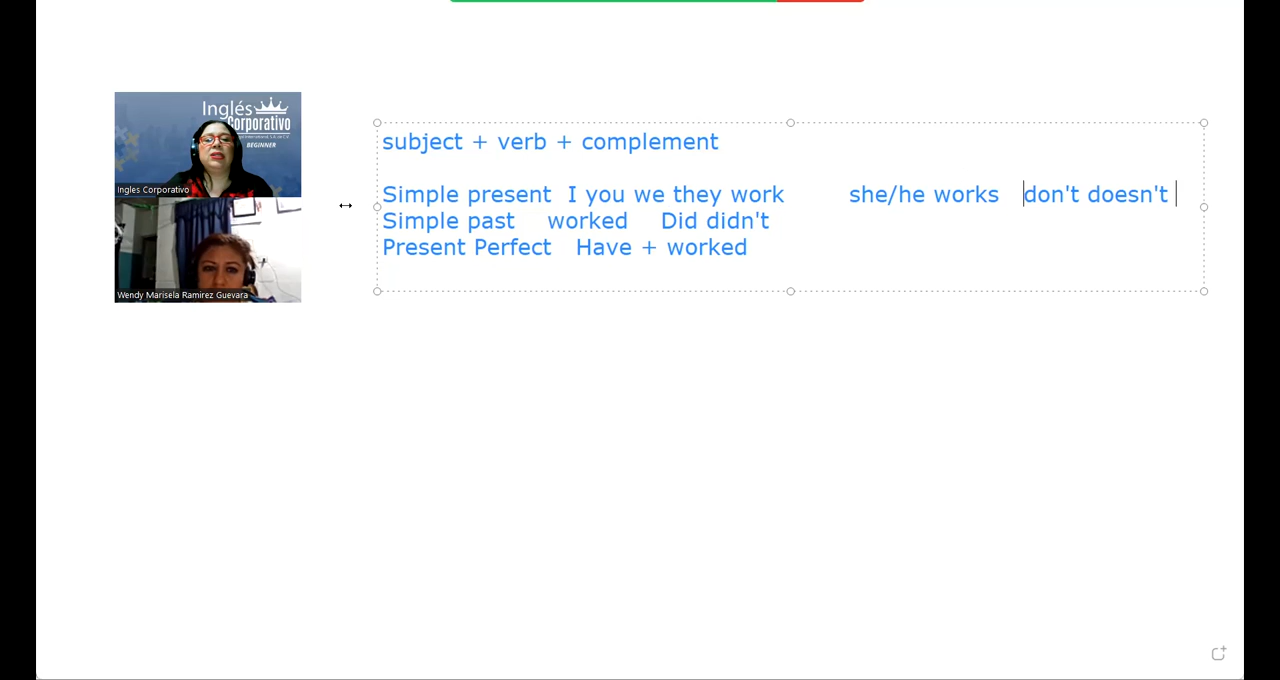 Inglés
Corporativo
BEGINNER
Ingles Corporativo
Wendy Marisela Ramirez Guevara
subject + verb + complement
Simple present I you we they work she/he works don't doesn't
Simple past worked Did didn't
Present Perfect Have + worked